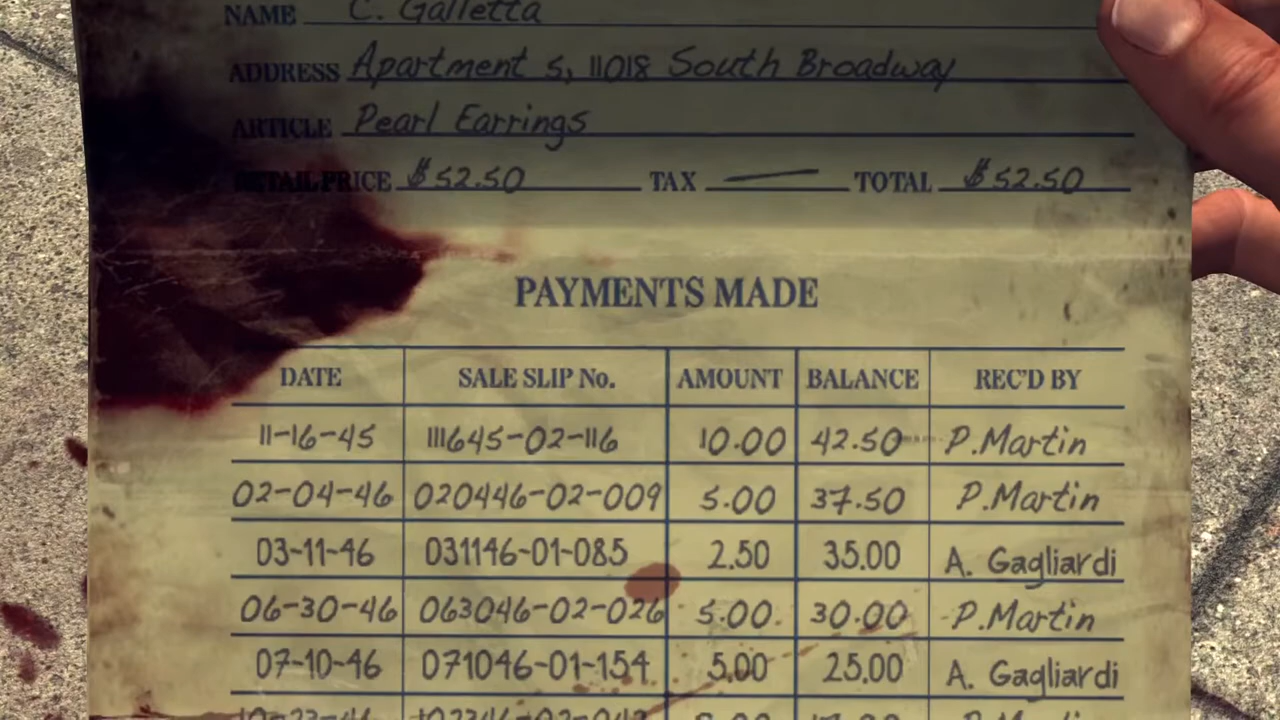 NAME C. Galletta
ADDRESS Apartment 5, 11018 South Broadway
ARTICLE Pearl Earrings
RETAIL PRICE $52.50 TAX — TOTAL $52.50
PAYMENTS MADE
DATE SALE SLIP No. AMOUNT BALANCE REC'D BY
11-16-45 111645-02-116 10.00 42.50 P.Martin
02-04-46 020446-02-009 5.00 37.50 P.Martin
03-11-46 031146-01-085 2.50 35.00 A. Gagliardi
06-30-46 063046-02-026 5.00 30.00 P.Martin
07-10-46 071046-01-154 5.00 25.00 A. Gagliardi